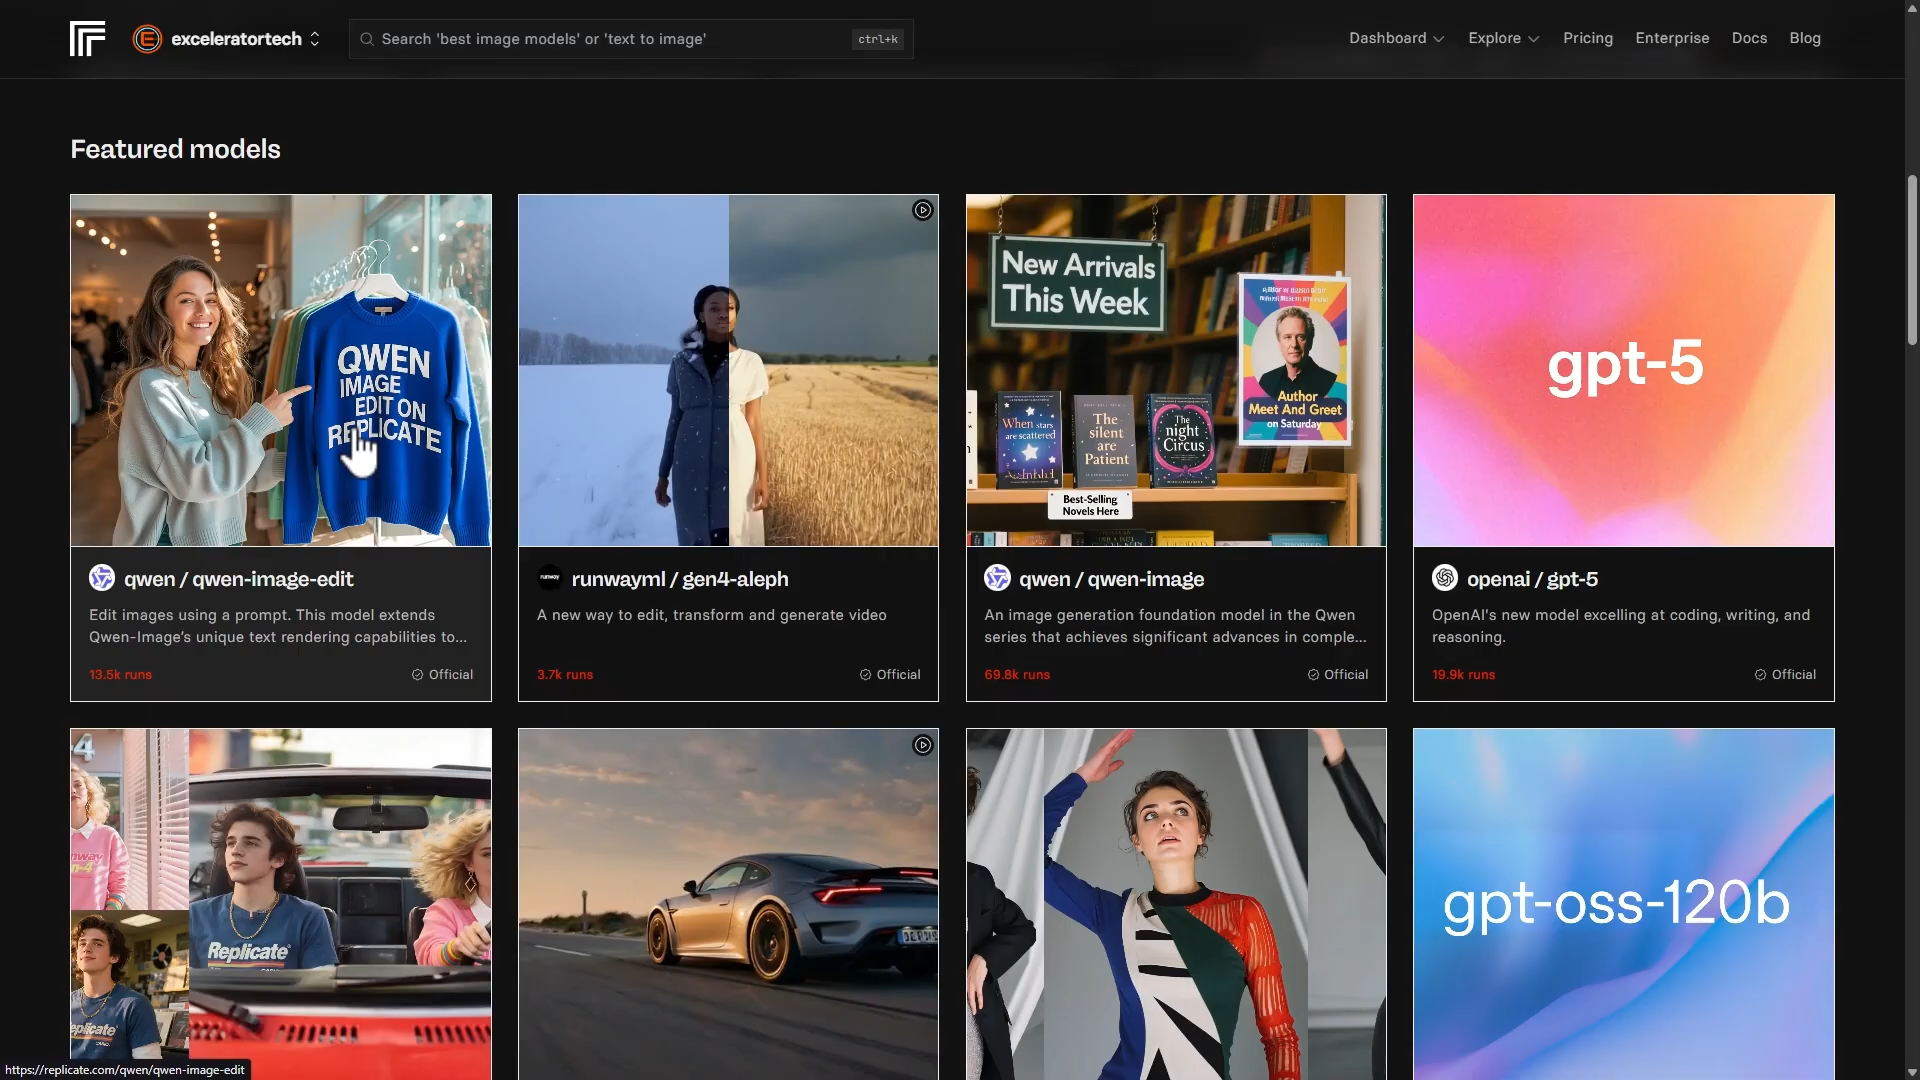 exceleratortech
Search 'best image models' or 'text to image'
ctrl+k
Dashboard
Explore
Pricing
Enterprise
Docs
Blog
Featured models
QWEN
IMAGE
EDIT ON
REPLICATE
qwen / qwen-image-edit
Edit images using a prompt. This model extends
Qwen-Image's unique text rendering capabilities to...
13.5k runs
Official
runway
runwayml / gen4-aleph
A new way to edit, transform and generate video
3.7k runs
Official
New Arrivals
This Week
Author
Meet And Greet
on Saturday
When stars
are scattered
The
silent
are
Patient
The
night
Circus
Best-Selling
Novels Here
qwen / qwen-image
An image generation foundation model in the Qwen
series that achieves significant advances in comple...
69.8k runs
Official
gpt-5
openai / gpt-5
OpenAI's new model excelling at coding, writing, and
reasoning.
19.9k runs
Official
Replicate
gpt-oss-120b
https://replicate.com/qwen/qwen-image-edit